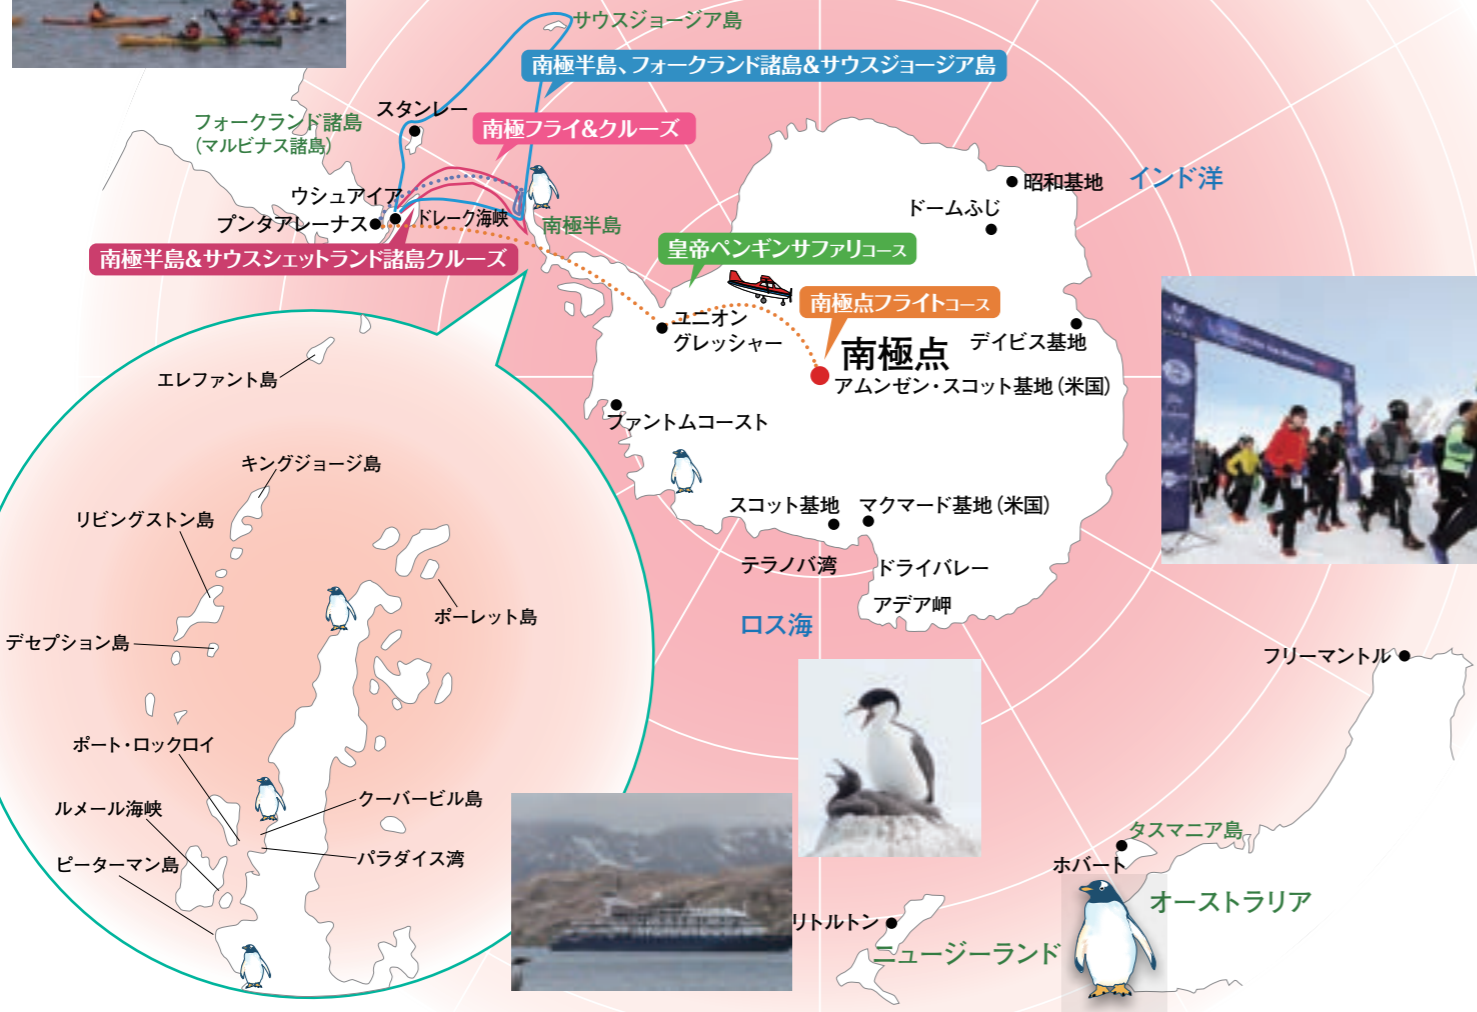 サウスジョージア島
南極半島、フォークランド諸島&サウスジョージア島
スタンレー
フォークランド諸島
(マルビナス諸島)
南極フライ&クルーズ
ウシュアイア
プンタアレーナス
ドレーク海峡
南極半島
南極半島&サウスシェットランド諸島クルーズ
昭和基地
インド洋
ドームふじ
皇帝ペンギンサファリコース
南極点フライトコース
ユニオン
グレッシャー
南極点
デイビス基地
アムンゼン・スコット基地(米国)
ファントムコースト
スコット基地
マクマード基地(米国)
テラノバ湾
ドライバレー
アデア岬
ロス海
エレファント島
キングジョージ島
リビングストン島
ポーレット島
デセプション島
ポート・ロックロイ
クーバービル島
ルメール海峡
パラダイス湾
ピーターマン島
フリーマントル
タスマニア島
ホバート
オーストラリア
リトルトン
ニュージーランド